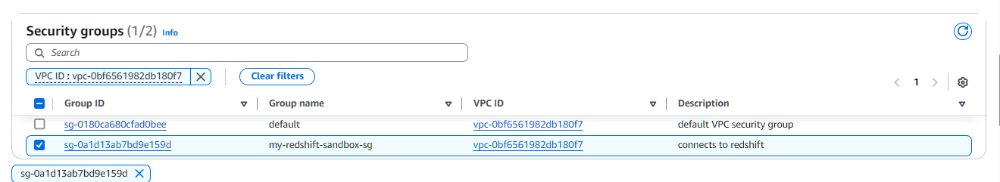 Security groups (1/2) Info
Search
VPC ID : vpc-0bf6561982db180f7 Clear filters
1
Group ID Group name VPC ID Description
sg-0180ca680cfad0bee default vpc-0bf6561982db180f7 default VPC security group
sg-0a1d13ab7bd9e159d my-redshift-sandbox-sg vpc-0bf6561982db180f7 connects to redshift
sg-0a1d13ab7bd9e159d